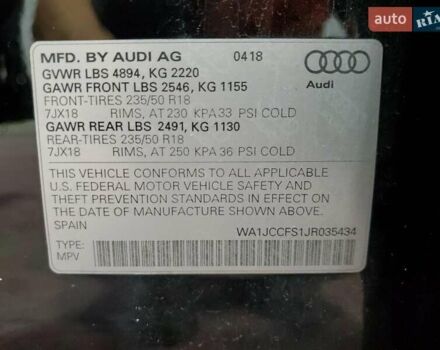 auto RIA
MFD. BY AUDI AG 04.18
GVWR LBS 4894, KG 2220
GAWR FRONT LBS 2546, KG 1155
FRONT-TIRES 235/50 R18
7JX18 RIMS, AT 230 KPA 33 PSI COLD
GAWR REAR LBS 2491, KG 1130
REAR-TIRES 235/50 R18
7JX18 RIMS, AT 250 KPA 36 PSI COLD
Audi
THIS VEHICLE CONFORMS TO ALL APPLICABLE
U.S. FEDERAL MOTOR VEHICLE SAFETY AND
THEFT PREVENTION STANDARDS IN EFFECT ON
THE DATE OF MANUFACTURE SHOWN ABOVE.
SPAIN WA1JCCFS1JR035434
TYPE:
MPV